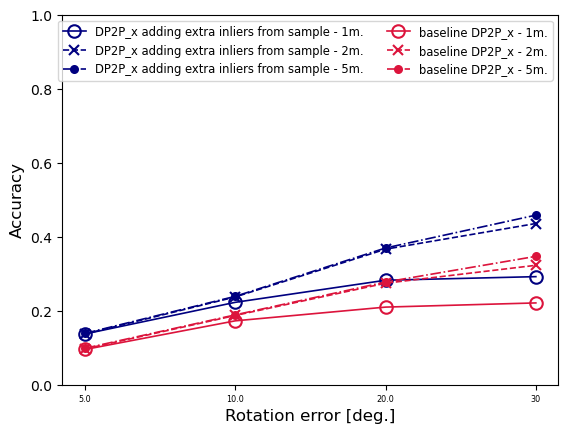 1.0
DP2P_x adding extra inliers from sample - 1m.
DP2P_x adding extra inliers from sample - 2m.
DP2P_x adding extra inliers from sample - 5m.
baseline DP2P_x - 1m.
baseline DP2P_x - 2m.
baseline DP2P_x - 5m.
0.8
0.6
0.4
0.2
0.0
Accuracy
5.0 10.0 20.0 30
Rotation error [deg.]